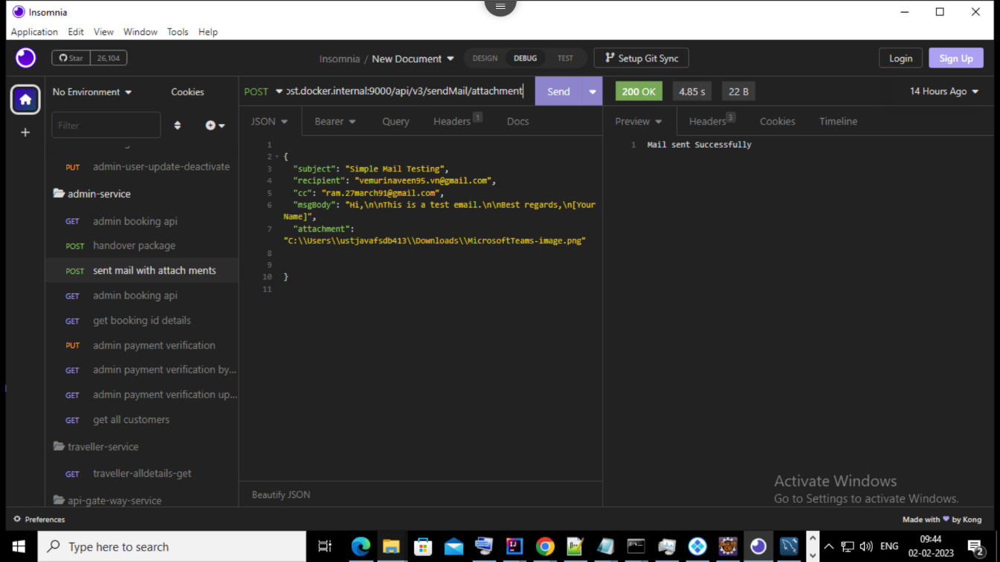 Insomnia
Application Edit View Window Tools Help
Star 26,104
Insomnia / New Document
DESIGN DEBUG TEST
Setup Git Sync
Login Sign Up
No Environment Cookies
POST ost.docker.internal:9000/api/v3/sendMail/attachment Send
200 OK 4.85 s 22 B 14 Hours Ago
Filter
JSON Bearer Query Headers 1 Docs
Preview Headers 3 Cookies Timeline
PUT admin-user-update-deactivate
admin-service
GET admin booking api
POST handover package
POST sent mail with attach ments
GET admin booking api
GET get booking id details
PUT admin payment verification
GET admin payment verification by...
GET admin payment verification up...
GET get all customers
traveller-service
GET traveller-alldetails-get
api-gate-way-service
1
2 {
3 "subject": "Simple Mail Testing",
4 "recipient": "vemurinaveen95.vn@gmail.com",
5 "cc": "ram.27march91@gmail.com",
6 "msgBody": "Hi,\n\nThis is a test email.\n\nBest regards,\n[Your
Name]",
7 "attachment":
"C:\\Users\\ustjavafsdb413\\Downloads\\MicrosoftTeams-image.png"
8
9
10 }
11
1 Mail sent Successfully
Beautify JSON
Activate Windows
Go to Settings to activate Windows.
Preferences
Made with by Kong
Type here to search
ENG
09:44
02-02-2023
2